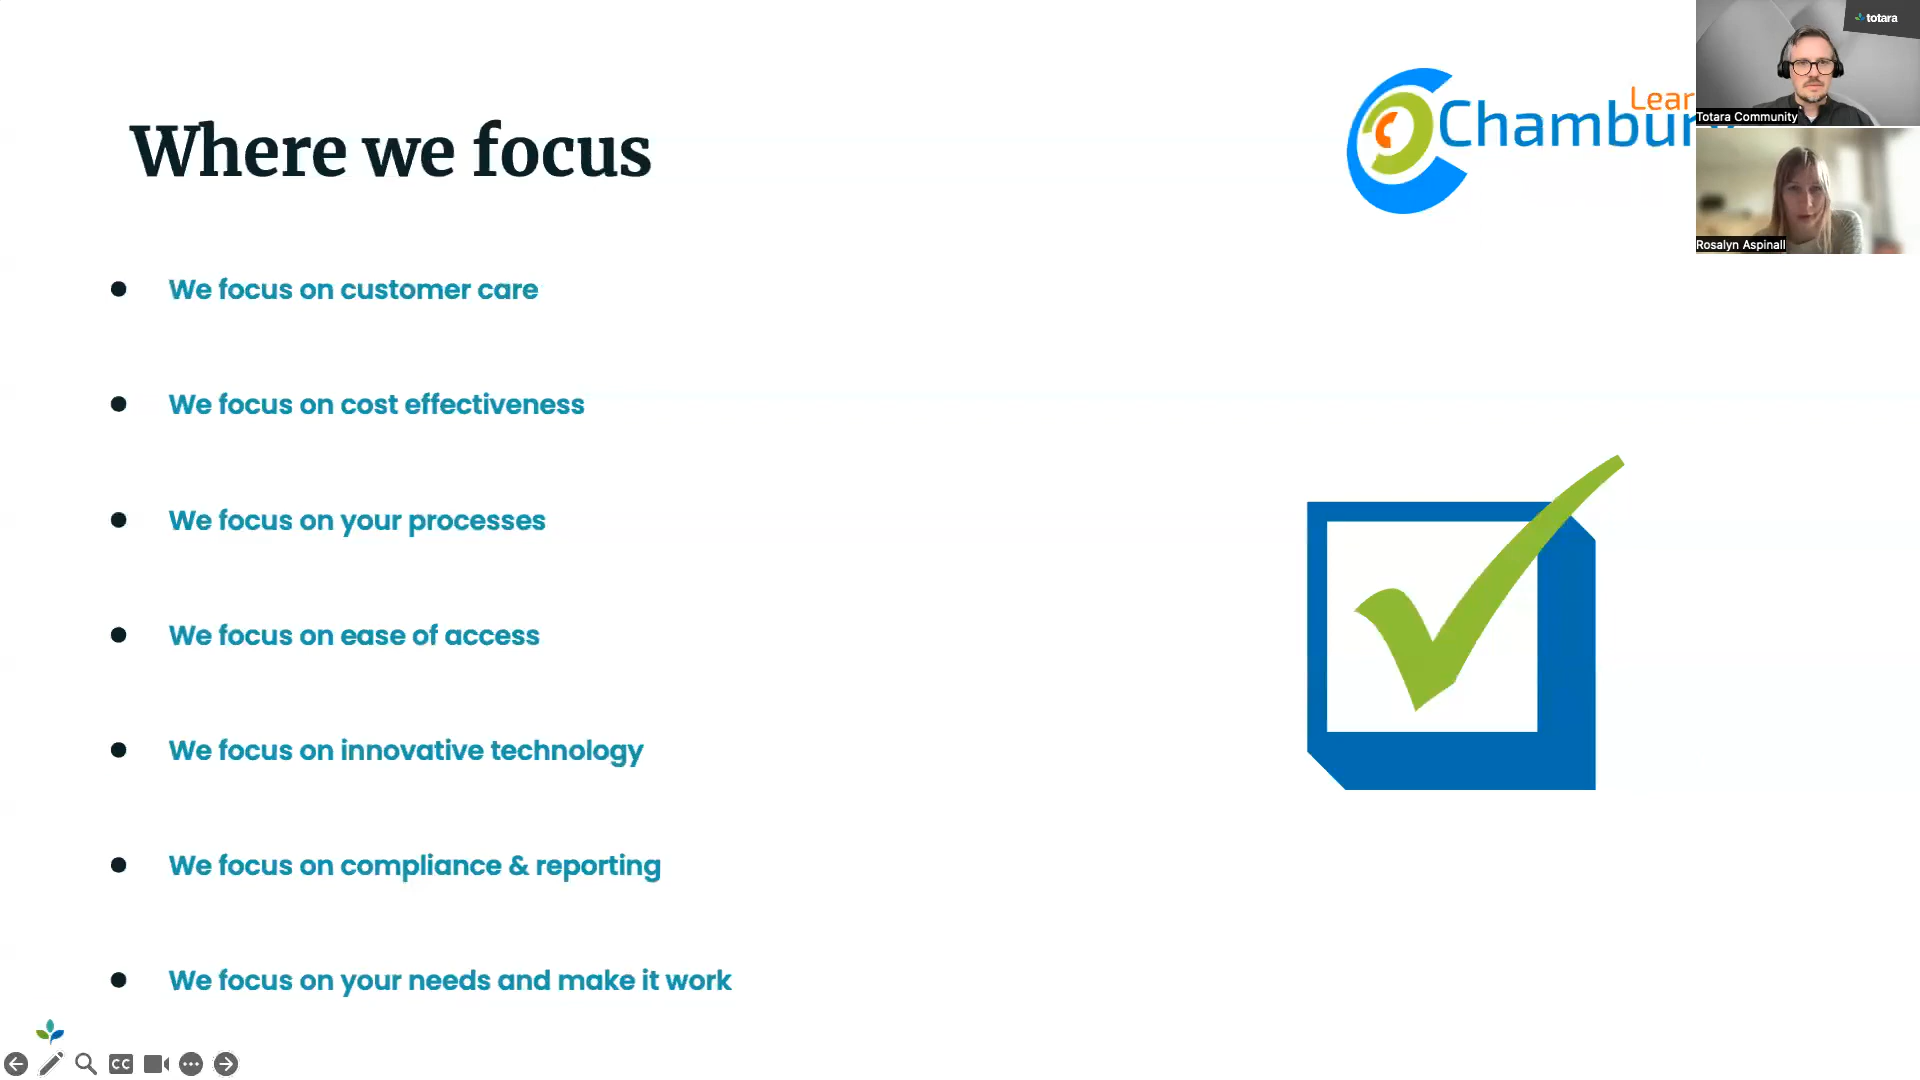 Where we focus
We focus on customer care
We focus on cost effectiveness
We focus on your processes
We focus on ease of access
We focus on innovative technology
We focus on compliance & reporting
We focus on your needs and make it work
Lear
Chambu
totara
Totara Community
Rosalyn Aspinall
CC